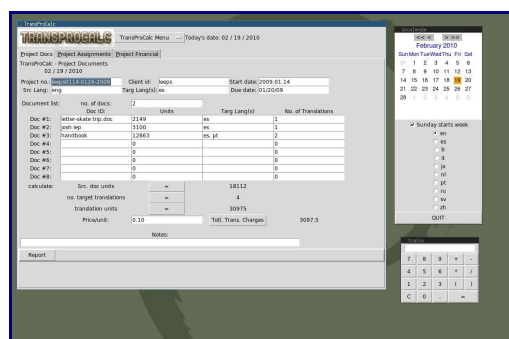 TransProCalc
TRANSPROCALC
TransProCalc Menu
Today's date: 02 / 19 / 2010
Project Docs
Project Assignments
Project Financial
TransProCalc - Project Documents
02 / 19 / 2010
Project no. leeps0114-0116-2009 Client id: leeps Start date: 2009.01.14
Src Lang: eng Targ Lang(s): es Due date: 01/20/09
Document list: no. of docs: 2
Doc ID: Units Targ Lang(s) No. of Translations
Doc #1: letter-skate trip.doc 2149 es 1
Doc #2: josh iep 3100 es 1
Doc #3: handbook 12863 es, pt 2
Doc #4: 0 0
Doc #5: 0 0
Doc #6: 0 0
Doc #7: 0 0
Doc #8: 0 0
calculate: Src. doc units = 18112
no. target translations = 4
translation units = 30975
Price/unit: 0.10 Totl. Trans. Charges 3097.5
Notes:
Report
<< < > >>
February 2010
Sun Mon Tue Wed Thu Fri Sat
31 1 2 3 4 5 6
7 8 9 10 11 12 13
14 15 16 17 18 19 20
21 22 23 24 25 26 27
28 1 2 3 4 5 6
Sunday starts week
en
es
fr
it
ja
nl
pt
ru
sv
zh
QUIT
7 8 9 + -
4 5 6 * /
1 2 3 ( )
C 0 . =